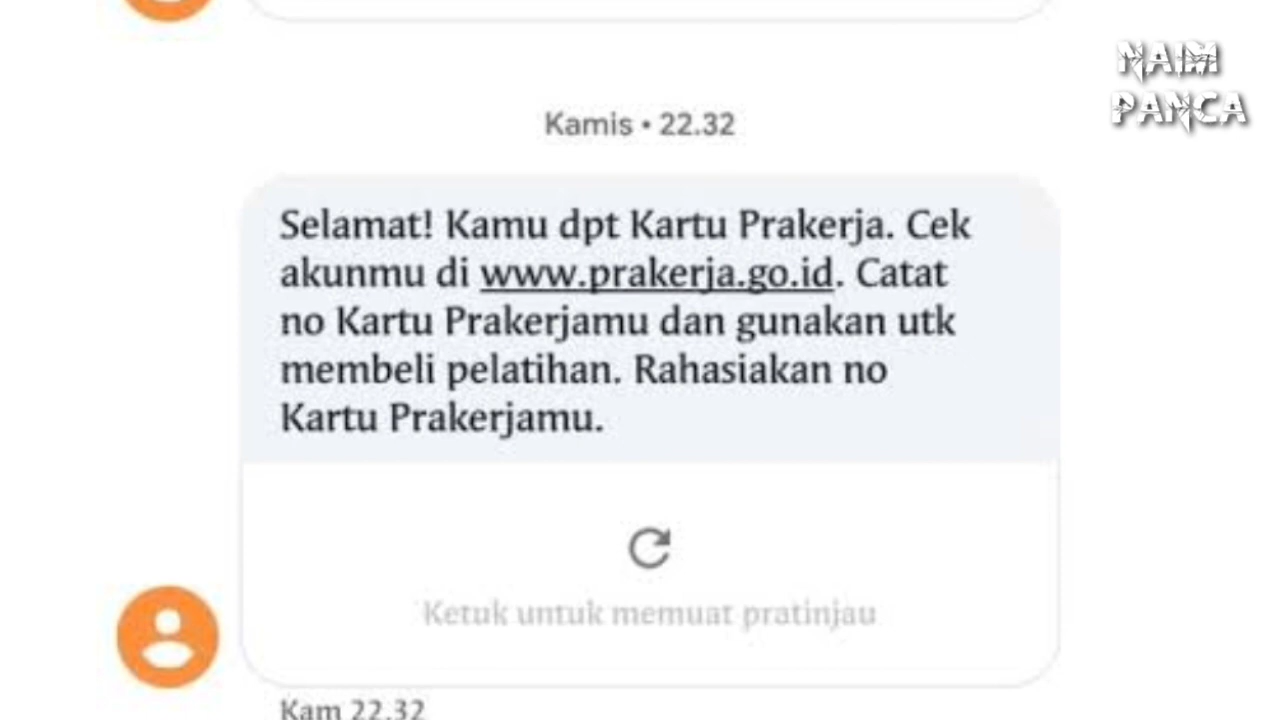 NAIM
PANCA
Kamis • 22.32
Selamat! Kamu dpt Kartu Prakerja. Cek
akunmu di www.prakerja.go.id. Catat
no Kartu Prakerjamu dan gunakan utk
membeli pelatihan. Rahasiakan no
Kartu Prakerjamu.
Ketuk untuk memuat pratinjau
Kam 22.32